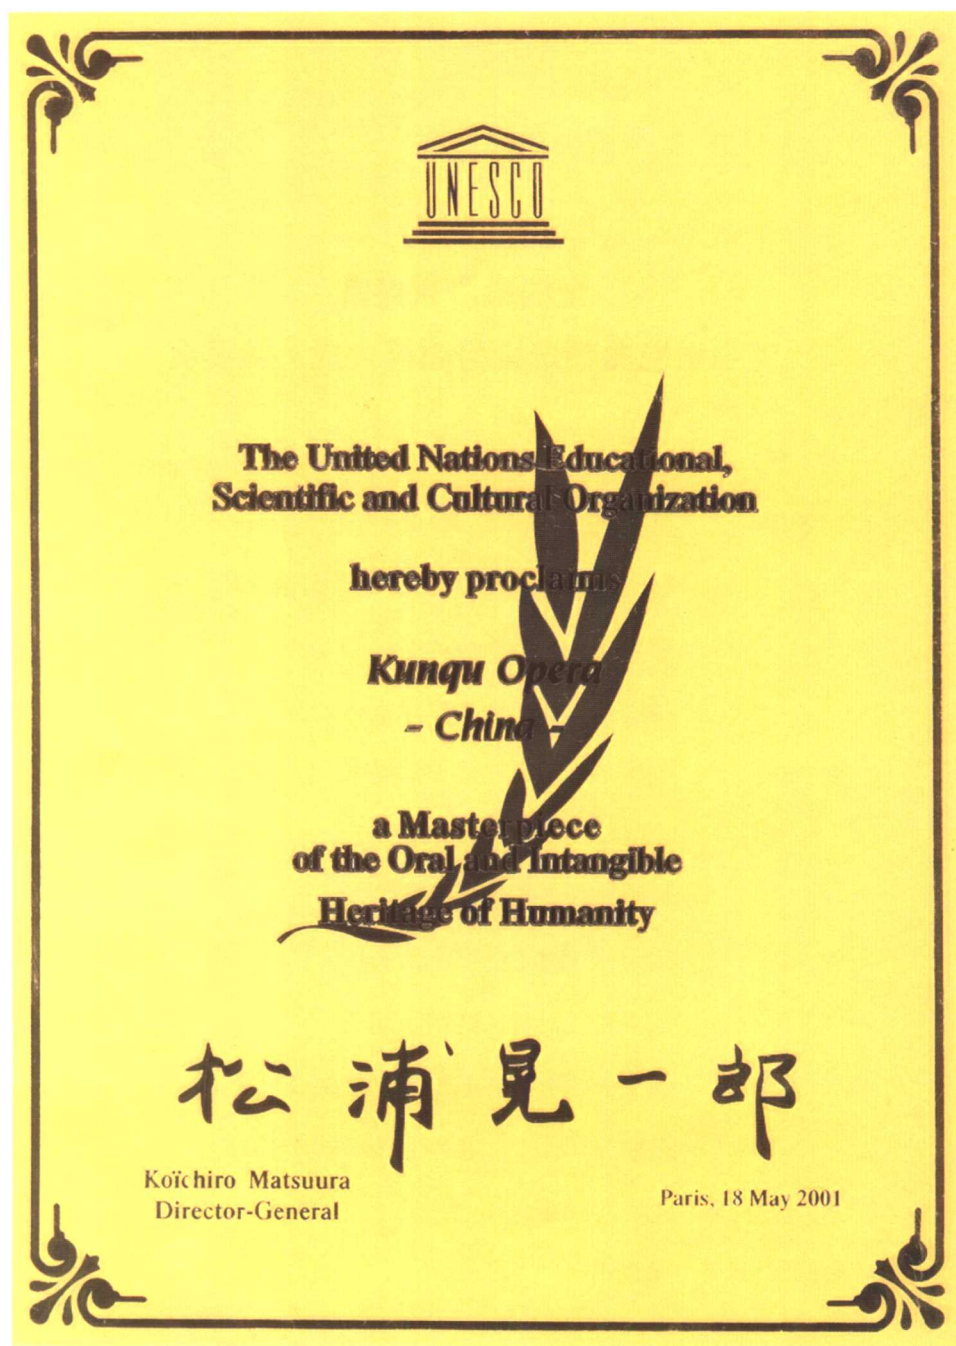 UNESCO
The United Nations Educational,
Scientific and Cultural Organization
hereby proclaims
Kunqu Opera
- China -
a Masterpiece
of the Oral and Intangible
Heritage of Humanity
松浦晃一郎
Koïchiro Matsuura
Director-General
Paris, 18 May 2001